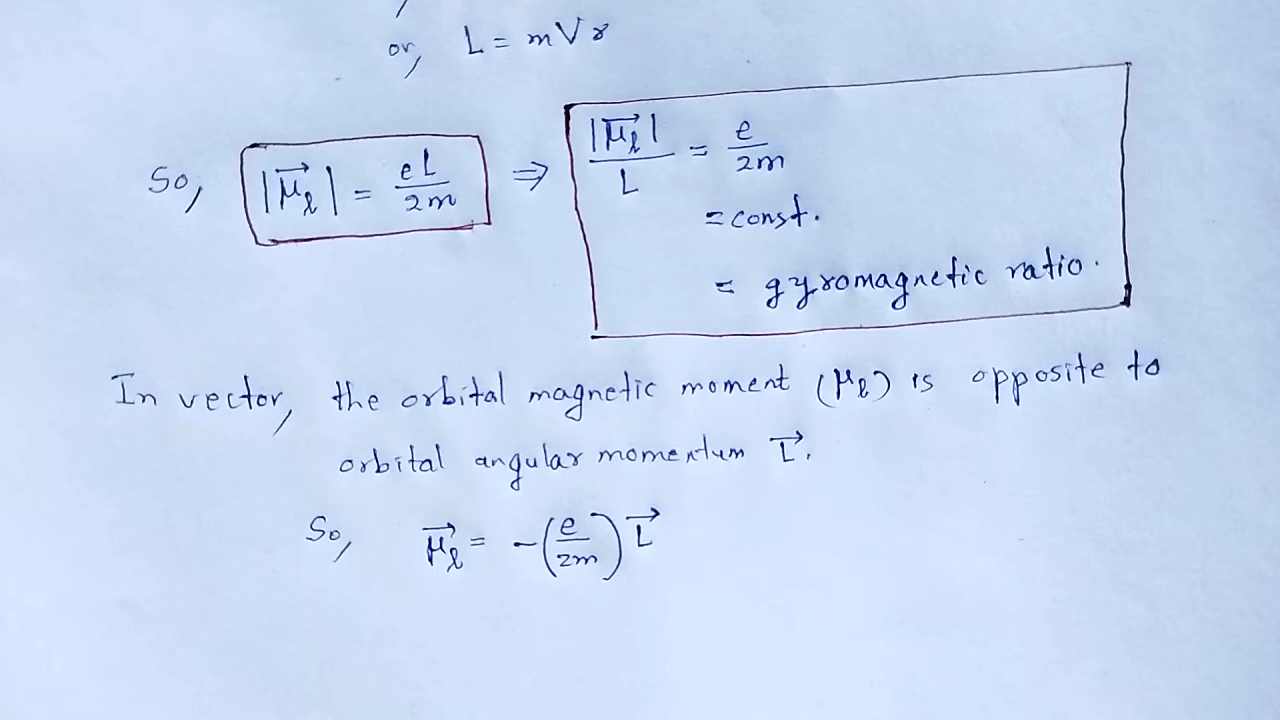 or, L = mVr
So, |μ⃗ₗ| = eL/2m ⇒ |μ⃗ₗ|/L = e/2m
= const.
= gyromagnetic ratio.
In vector, the orbital magnetic moment (μₗ) is opposite to
orbital angular momentum L⃗.
So, μ⃗ₗ = -(e/2m) L⃗